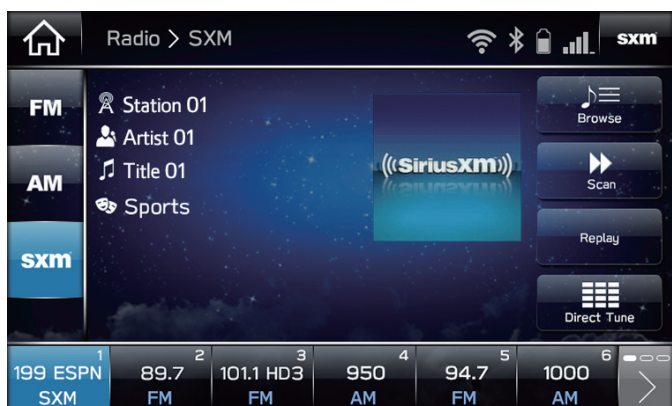 Radio > SXM
sxm
FM
AM
sxm
Station 01
Artist 01
Title 01
Sports
((SiriusXM))
Browse
Scan
Replay
Direct Tune
1
199 ESPN
SXM
2
89.7
FM
3
101.1 HD3
FM
4
950
AM
5
94.7
FM
6
1000
AM